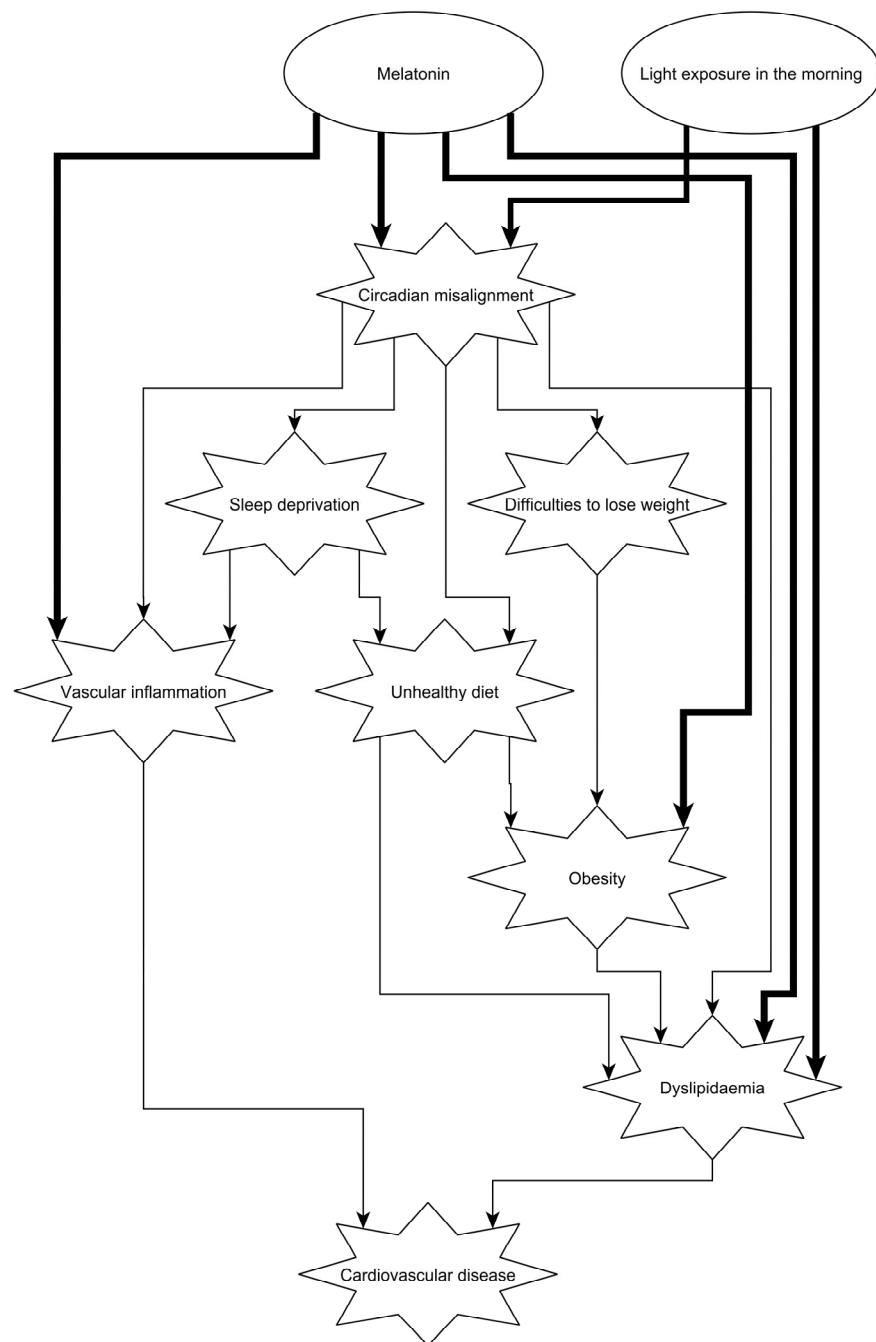 Melatonin
Light exposure in the morning
Circadian misalignment
Sleep deprivation
Difficulties to lose weight
Vascular inflammation
Unhealthy diet
Obesity
Dyslipidaemia
Cardiovascular disease